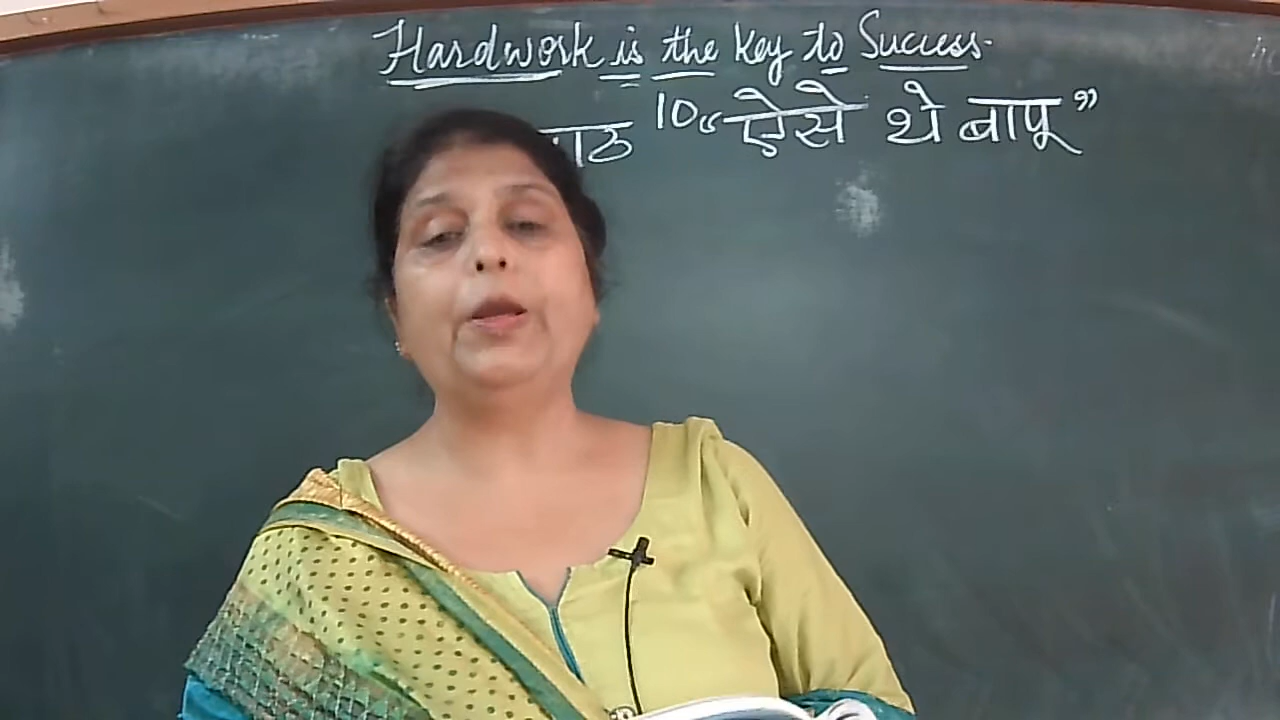 Hardwork is the key to Success.
10 "ऐसे थे बापू"